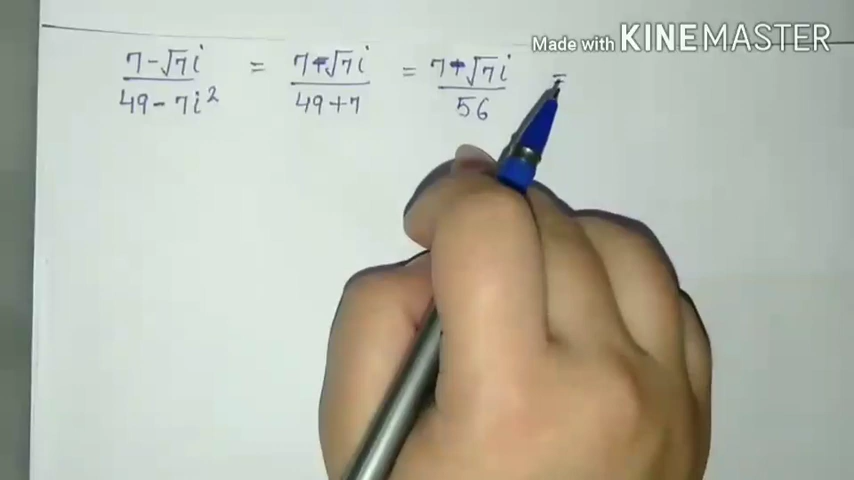 Made with KINEMASTER
7 - √7i / 49 - 7i² = 7 - √7i / 49 + 7 = 7 - √7i / 56 =